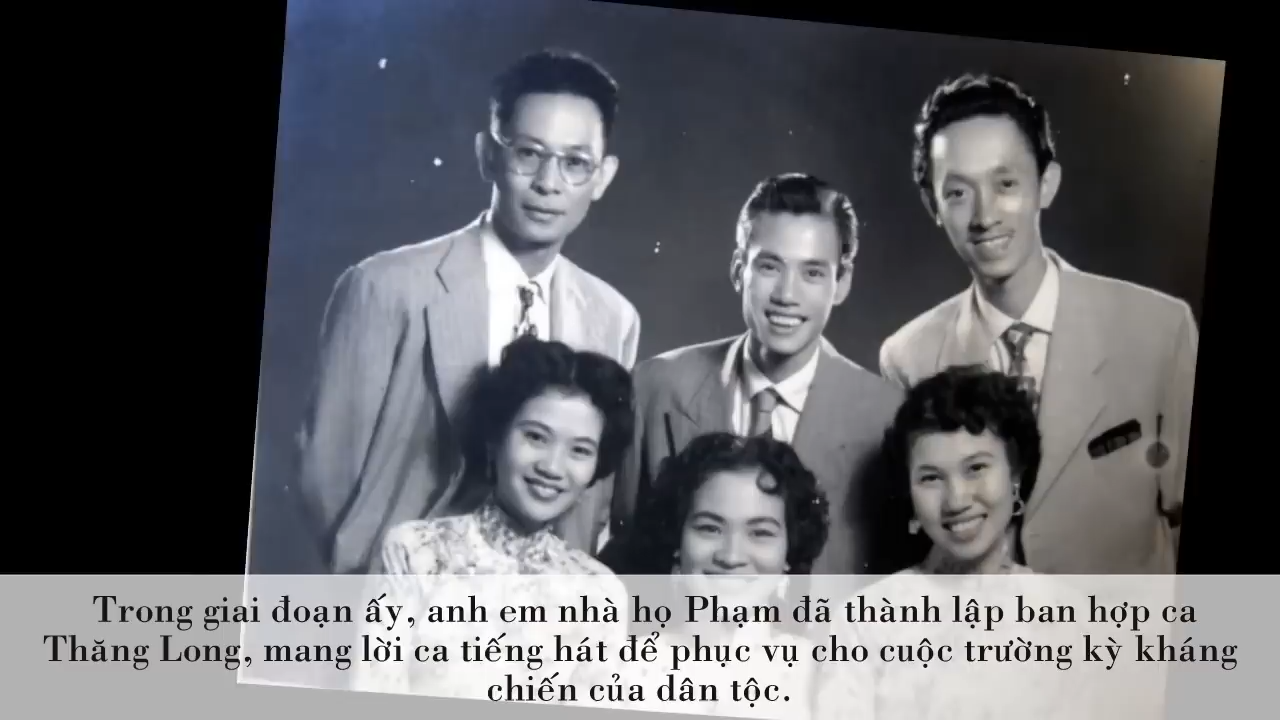 Trong giai đoạn ấy, anh em nhà họ Phạm đã thành lập ban hợp ca
Thăng Long, mang lời ca tiếng hát để phục vụ cho cuộc trường kỳ kháng
chiến của dân tộc.